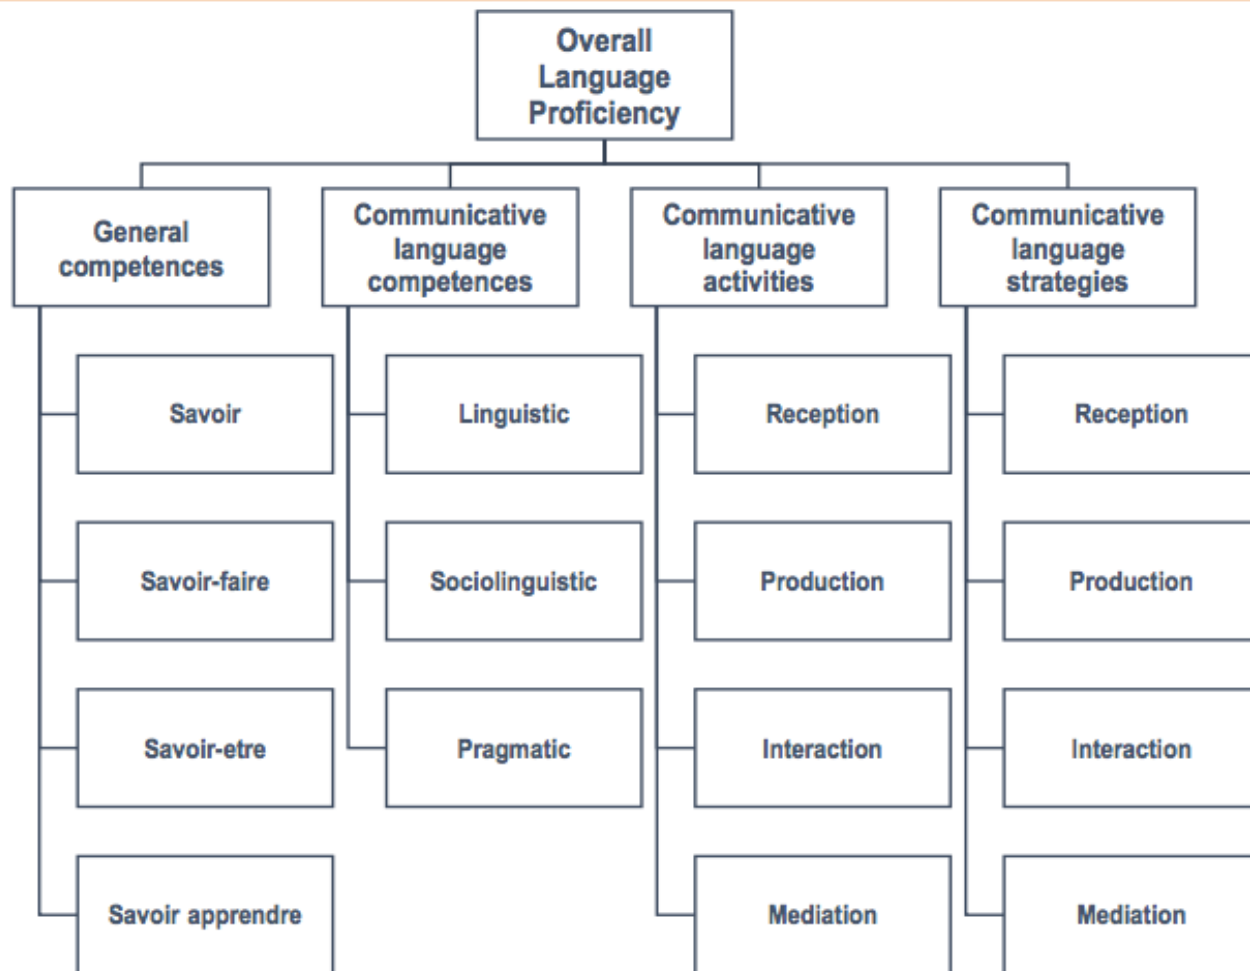 Overall
Language
Proficiency
General
competences
Communicative
language
competences
Communicative
language
activities
Communicative
language
strategies
Savoir
Linguistic
Reception
Reception
Savoir-faire
Sociolinguistic
Production
Production
Savoir-etre
Pragmatic
Interaction
Interaction
Savoir apprendre
Mediation
Mediation